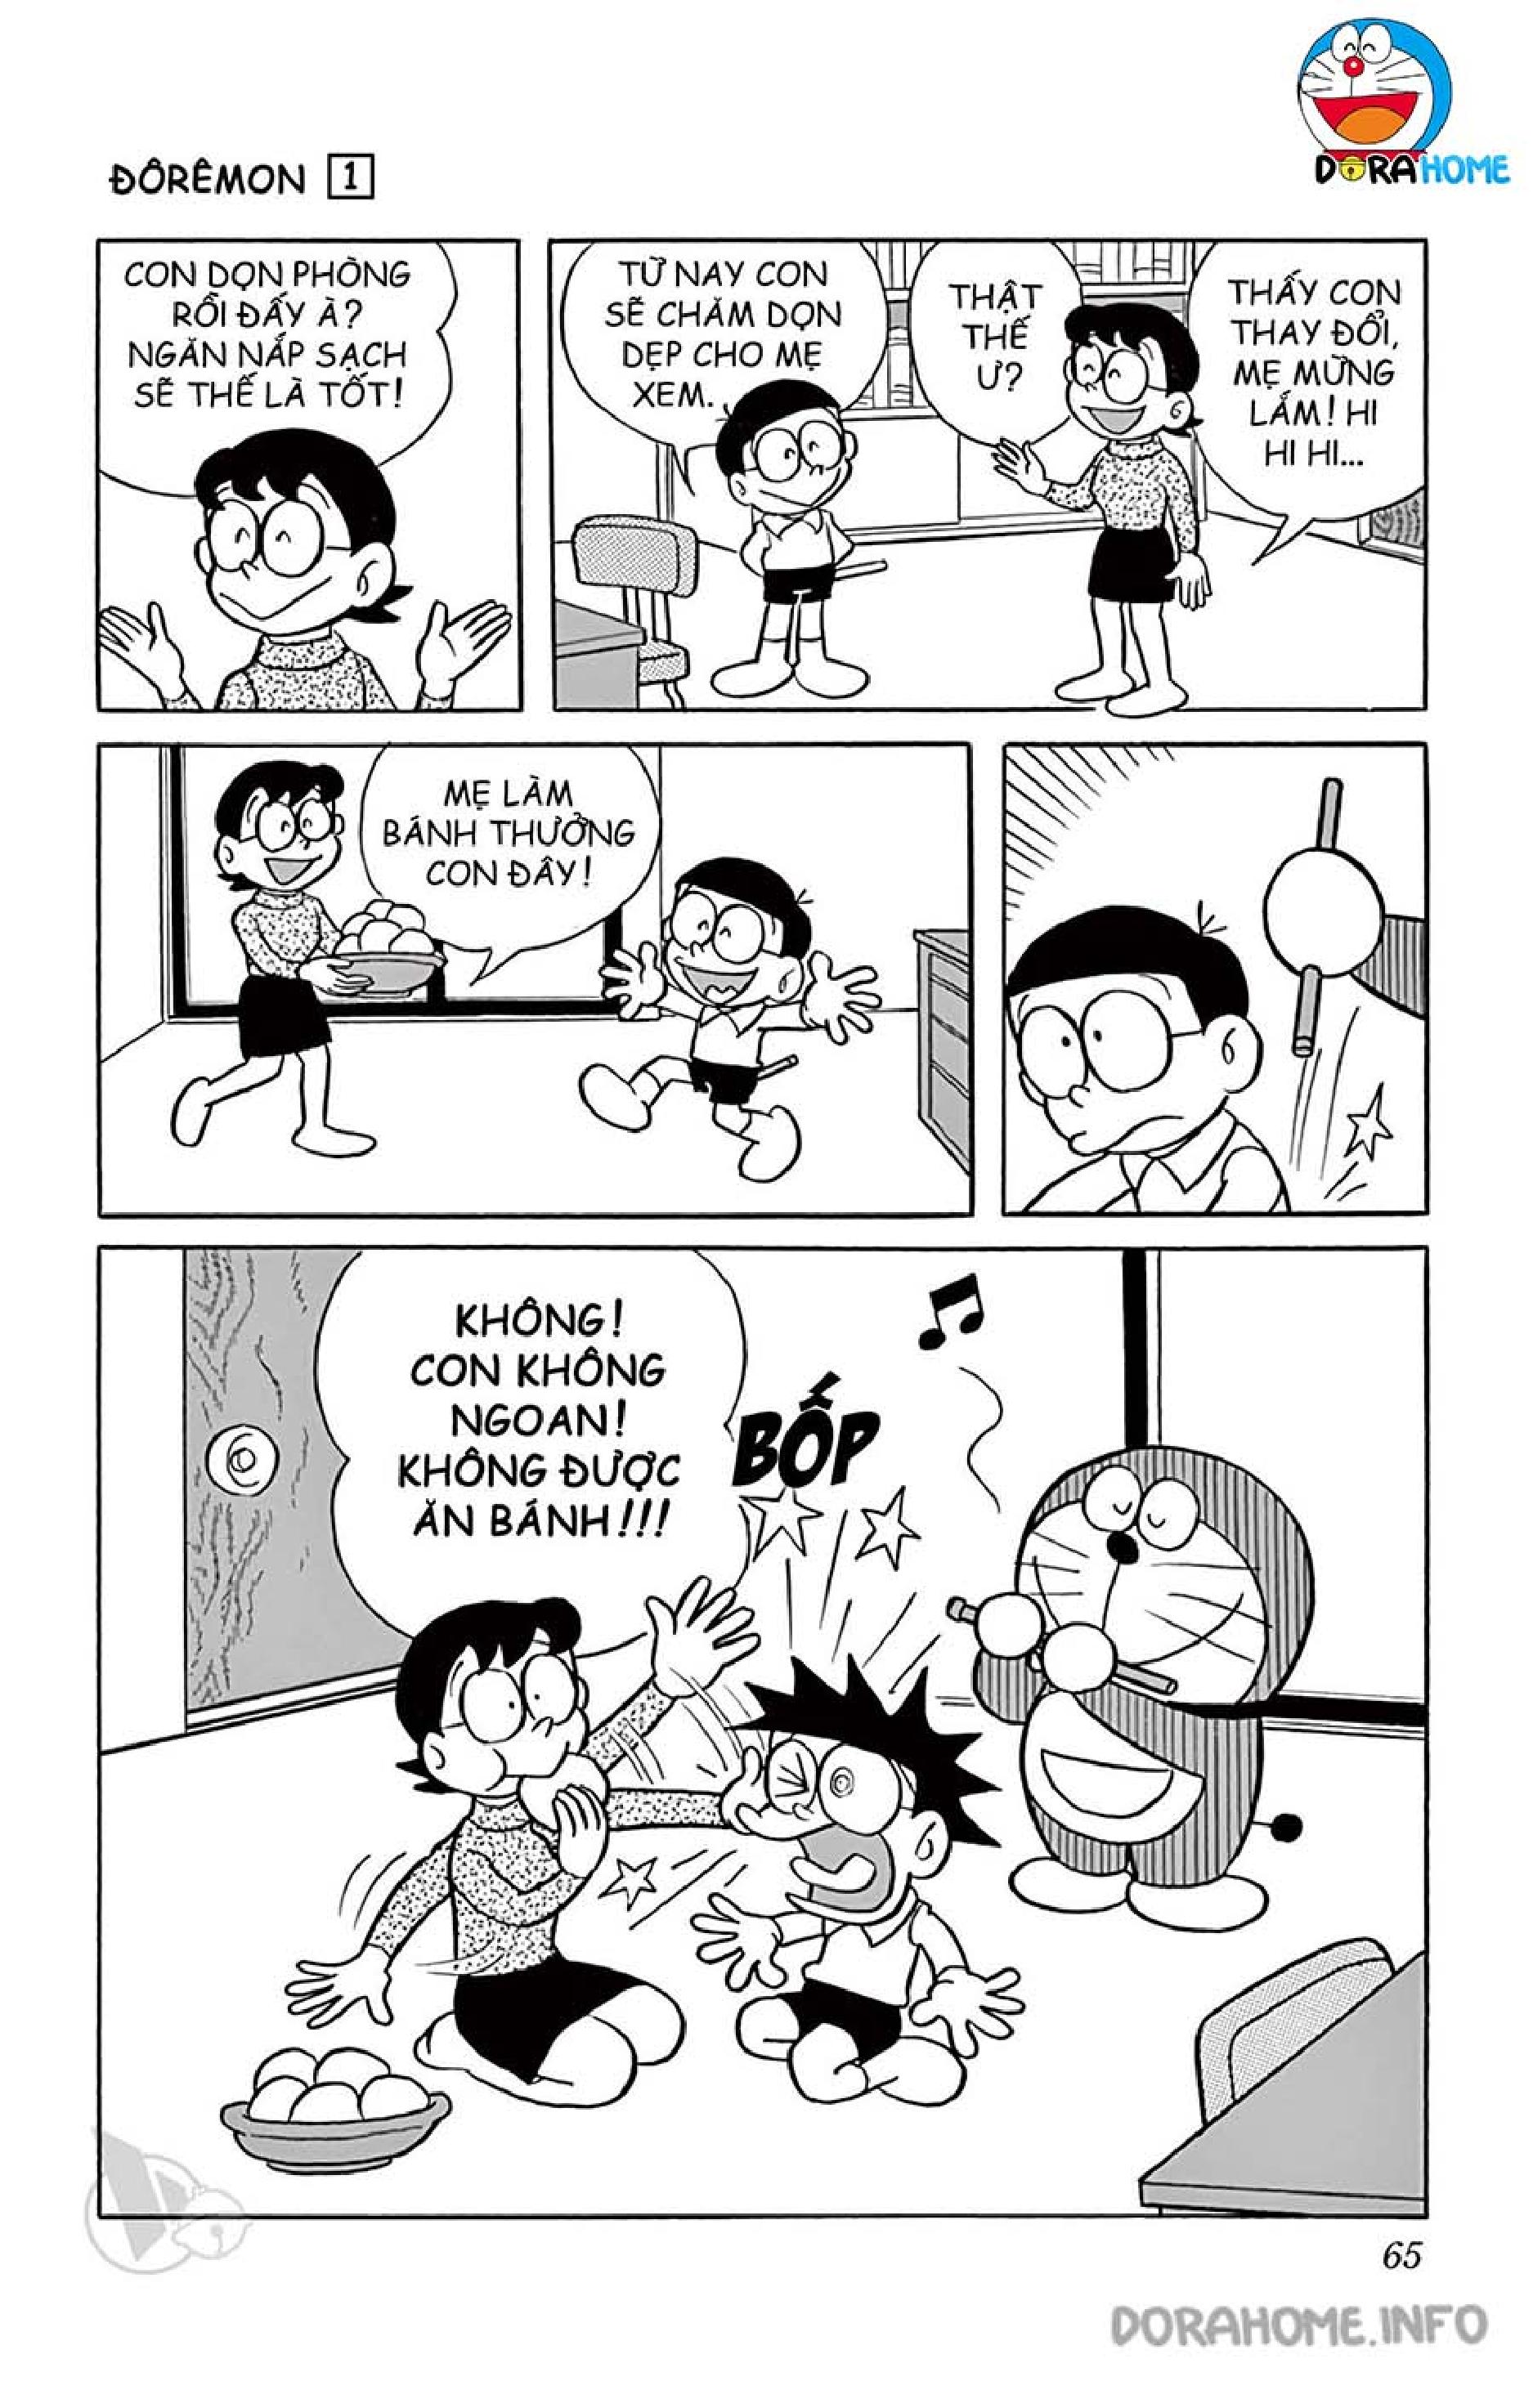 DORAHOME
ĐÔRÊMON 1
CON DỌN PHÒNG
RỒI ĐẤY À?
NGĂN NẮP SẠCH
SẼ THẾ LÀ TỐT!
TỪ NAY CON
SẼ CHĂM DỌN
DẸP CHO MẸ
XEM.
THẬT
THẾ
Ư?
THẤY CON
THAY ĐỔI,
MẸ MỪNG
LẮM! HI
HI HI...
MẸ LÀM
BÁNH THƯỞNG
CON ĐÂY!
KHÔNG!
CON KHÔNG
NGOAN!
KHÔNG ĐƯỢC
ĂN BÁNH!!!
BỐP
65
DORAHOME.INFO